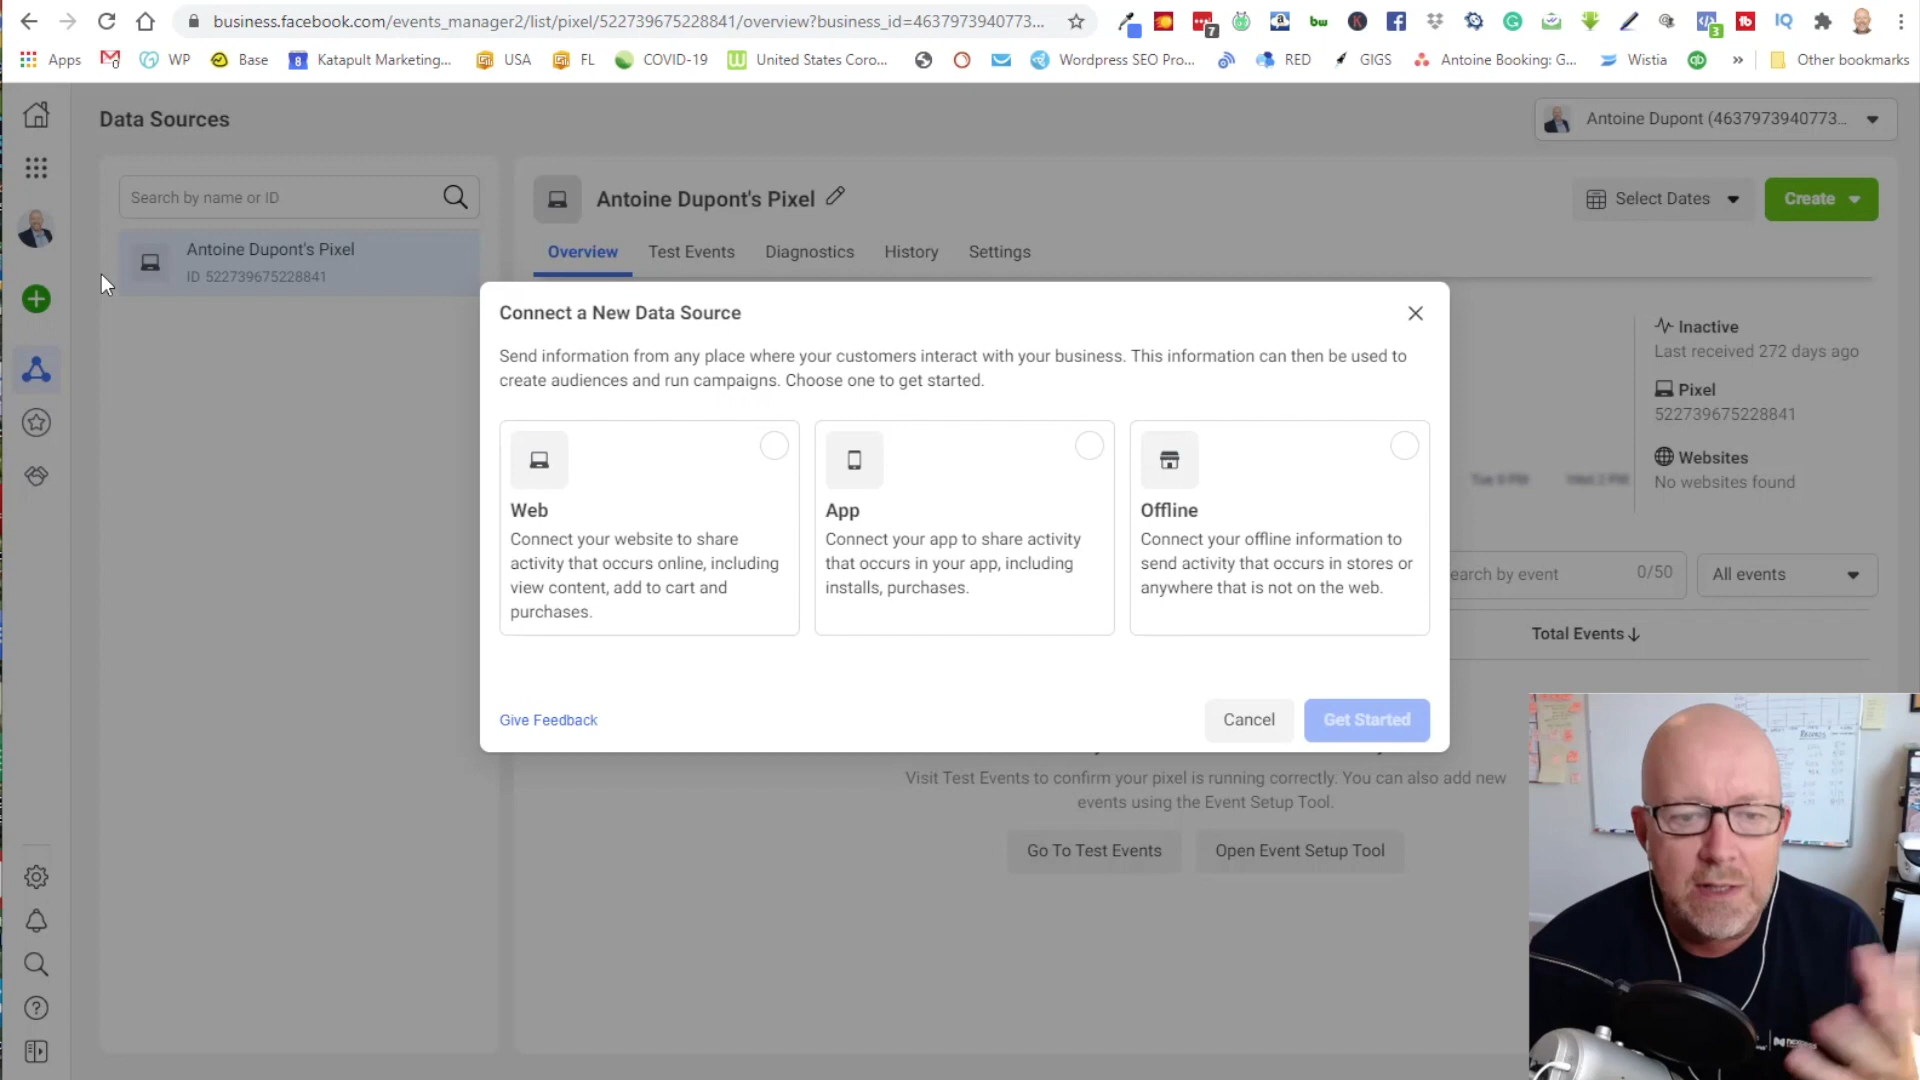 business.facebook.com/events_manager2/list/pixel/522739675228841/overview?business_id=4637973940773...
7
3
IQ
Apps
WP
Base
8
Katapult Marketing...
USA
FL
COVID-19
United States Coro...
Wordpress SEO Pro...
RED
GIGS
Antoine Booking: G...
Wistia
»
Other bookmarks
Data Sources
Antoine Dupont (4637973940773...
Search by name or ID
Antoine Dupont's Pixel
ID 522739675228841
Antoine Dupont's Pixel
Select Dates
Create
Overview
Test Events
Diagnostics
History
Settings
Connect a New Data Source
Send information from any place where your customers interact with your business. This information can then be used to
create audiences and run campaigns. Choose one to get started.
Web
Connect your website to share
activity that occurs online, including
view content, add to cart and
purchases.
App
Connect your app to share activity
that occurs in your app, including
installs, purchases.
Offline
Connect your offline information to
send activity that occurs in stores or
anywhere that is not on the web.
Give Feedback
Cancel
Get Started
Inactive
Last received 272 days ago
Pixel
522739675228841
Websites
No websites found
earch by event
0/50
All events
Total Events
Visit Test Events to confirm your pixel is running correctly. You can also add new
events using the Event Setup Tool.
Go To Test Events
Open Event Setup Tool